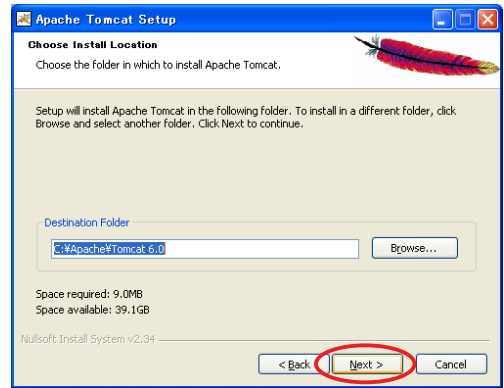 Apache Tomcat Setup
Choose Install Location
Choose the folder in which to install Apache Tomcat.
Setup will install Apache Tomcat in the following folder. To install in a different folder, click
Browse and select another folder. Click Next to continue.
Destination Folder
C:¥Apache¥Tomcat 6.0
Browse...
Space required: 9.0MB
Space available: 39.1GB
Nullsoft Install System v2.34
< Back
Next >
Cancel